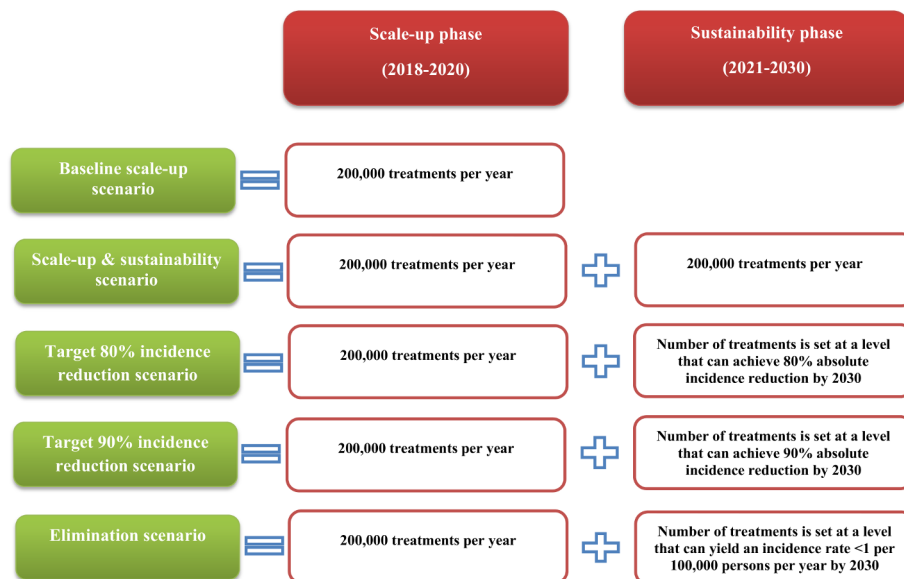 Scale-up phase
(2018-2020)
Sustainability phase
(2021-2030)
Baseline scale-up
scenario
200,000 treatments per year
Scale-up & sustainability
scenario
200,000 treatments per year
200,000 treatments per year
Target 80% incidence
reduction scenario
200,000 treatments per year
Number of treatments is set at a level
that can achieve 80% absolute
incidence reduction by 2030
Target 90% incidence
reduction scenario
200,000 treatments per year
Number of treatments is set at a level
that can achieve 90% absolute
incidence reduction by 2030
Elimination scenario
200,000 treatments per year
Number of treatments is set at a level
that can yield an incidence rate <1 per
100,000 persons per year by 2030